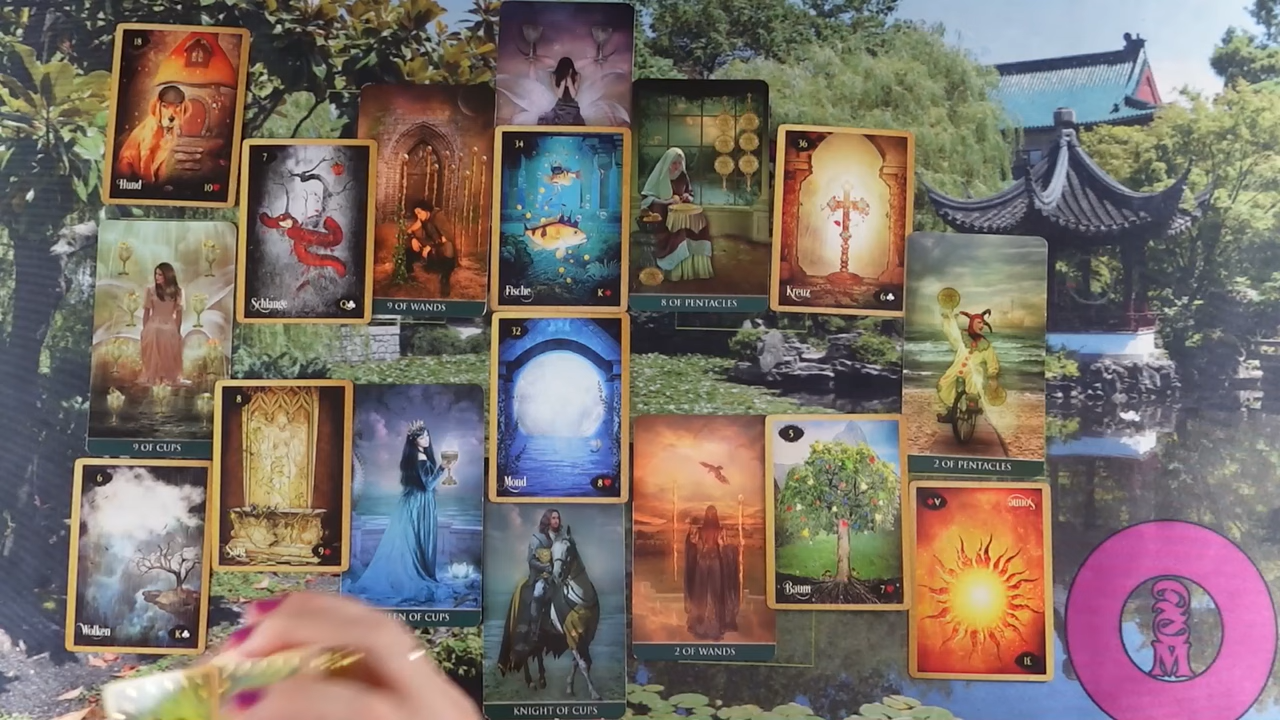 18
Hund
10♥
7
Schlange
Q♣
9 OF WANDS
34
Fische
K♦
8 OF PENTACLES
36
Kreuz
6♣
9 OF CUPS
32
Mond
8♥
2 OF PENTACLES
6
Wolken
K♣
8
Sarg
9♦
OF CUPS
KNIGHT OF CUPS
2 OF WANDS
5
Baum
7♥
Sonne
A♦
31